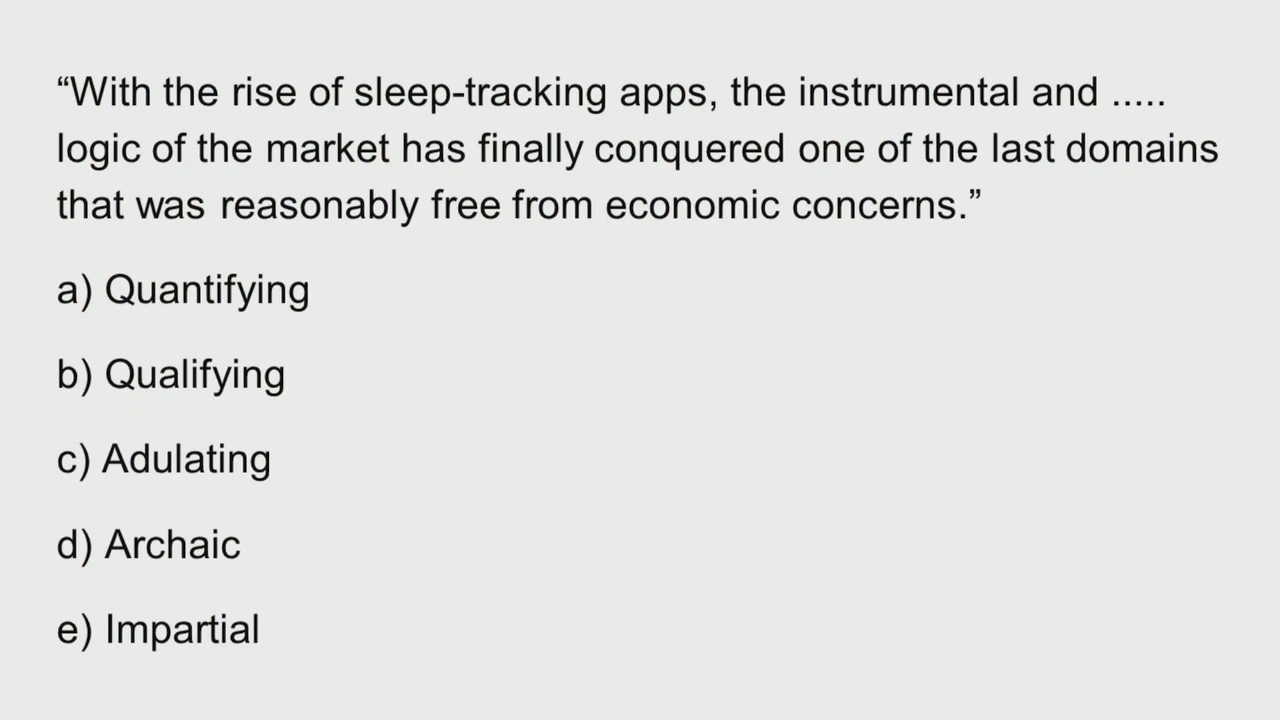 “With the rise of sleep-tracking apps, the instrumental and .....
logic of the market has finally conquered one of the last domains
that was reasonably free from economic concerns.”
a) Quantifying
b) Qualifying
c) Adulating
d) Archaic
e) Impartial